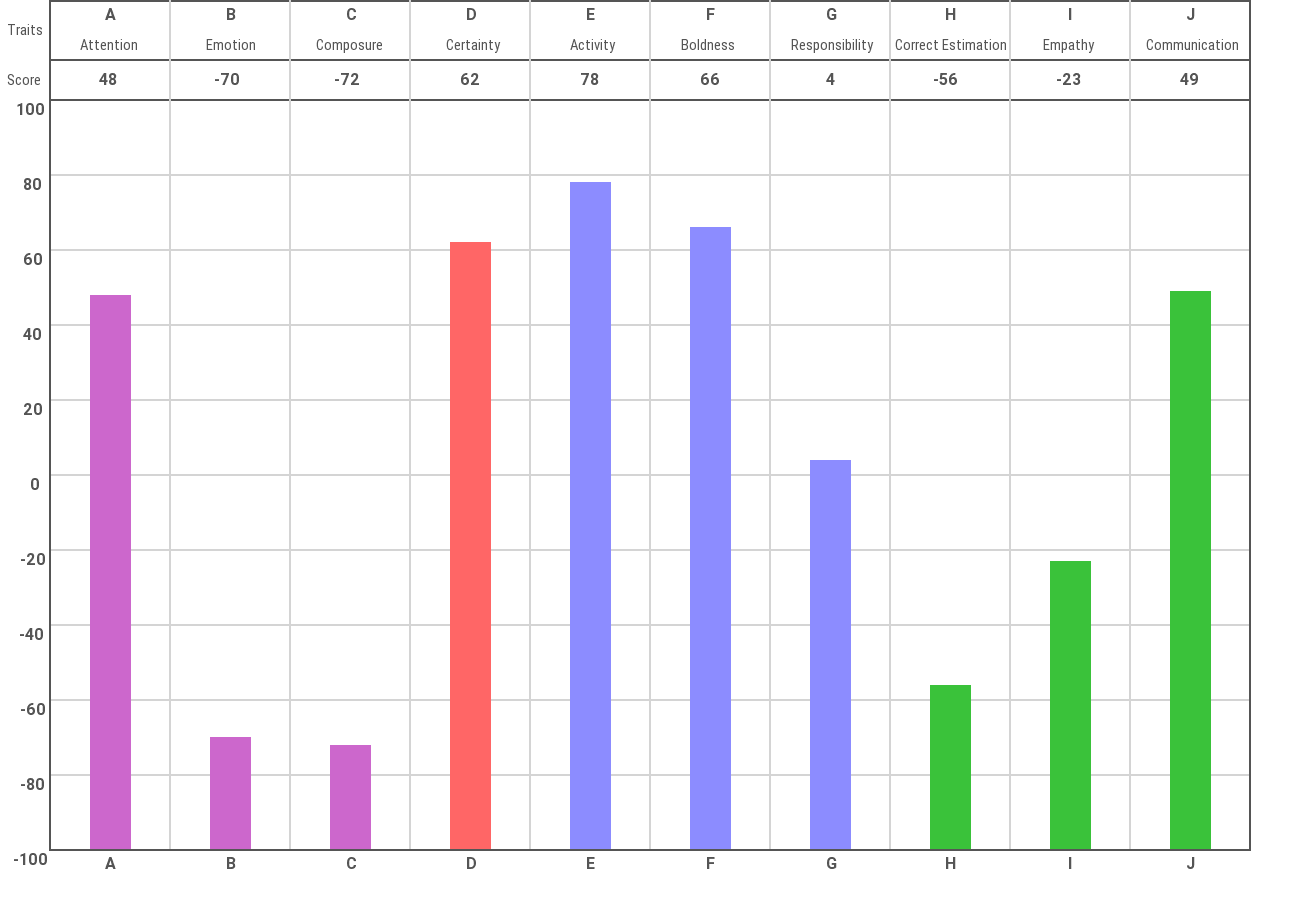 A B C D E F G H I J
Traits
Attention Emotion Composure Certainty Activity Boldness Responsibility Correct Estimation Empathy Communication
Score 48 -70 -72 62 78 66 4 -56 -23 49
100
80
60
40
20
0
-20
-40
-60
-80
-100
A B C D E F G H I J